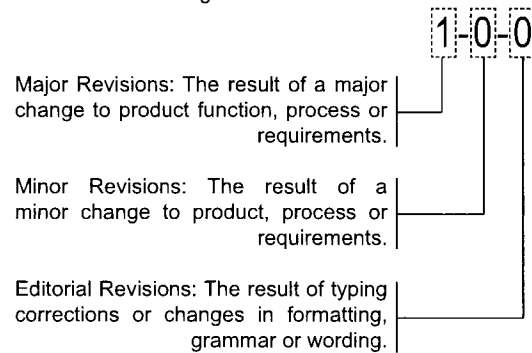 1-0-0
Major Revisions: The result of a major
change to product function, process or
requirements.
Minor Revisions: The result of a
minor change to product, process or
requirements.
Editorial Revisions: The result of typing
corrections or changes in formatting,
grammar or wording.